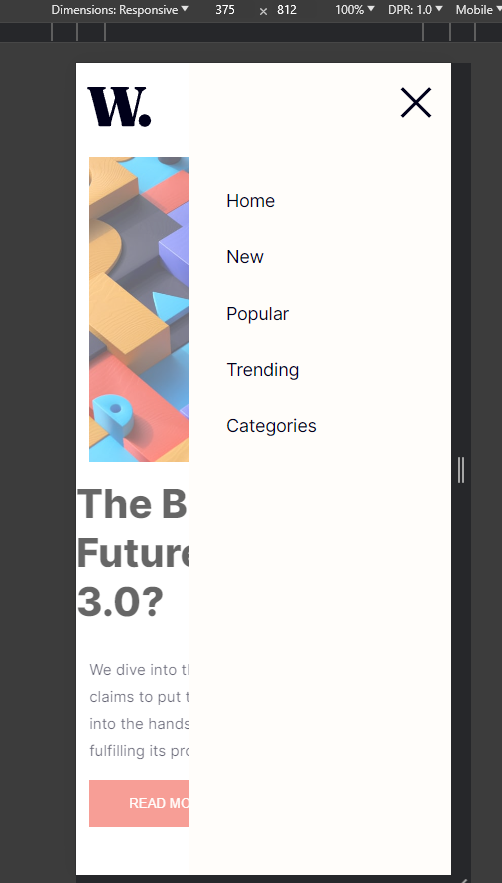 Dimensions: Responsive 375 × 812 100% DPR: 1.0 Mobile
W.
Home
New
Popular
Trending
Categories
The B
Future
3.0?
We dive into th
claims to put t
into the hands
fulfilling its pro
READ MO